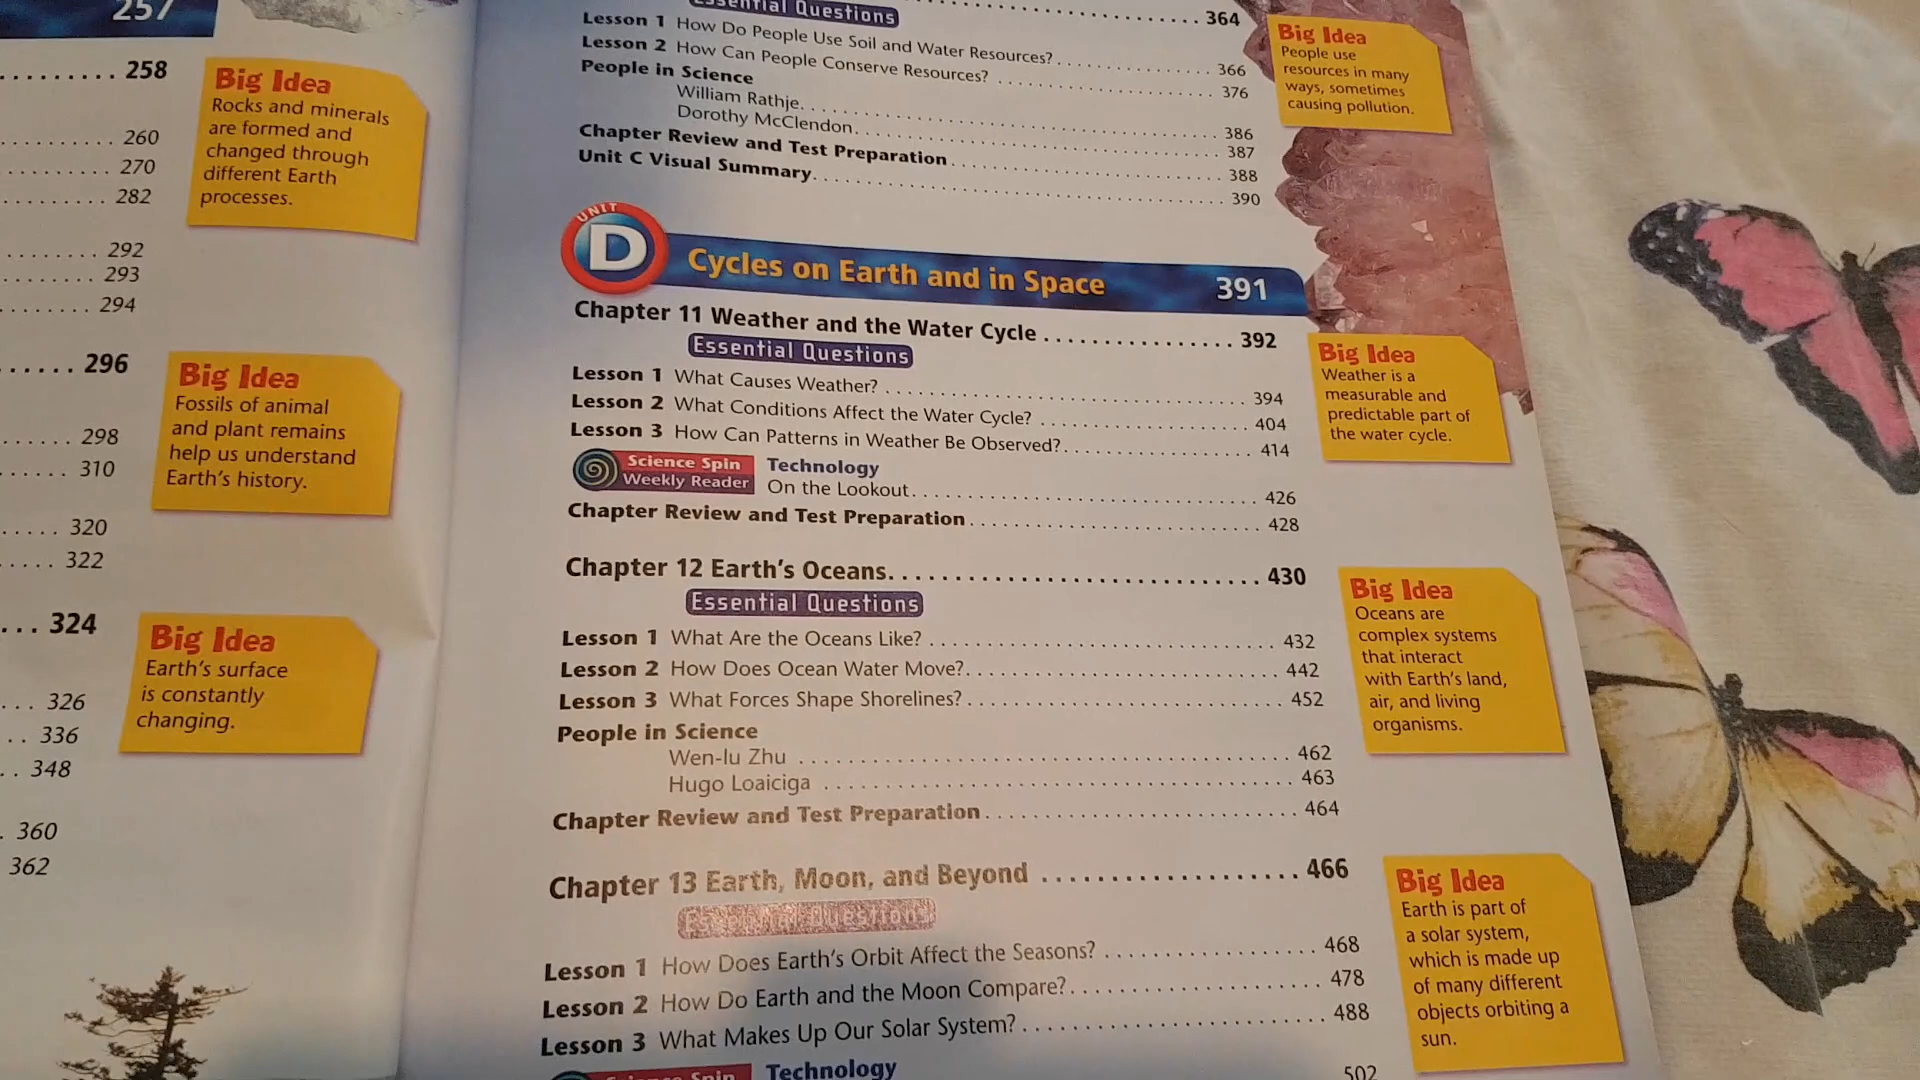 257
258
Big Idea
Rocks and minerals
are formed and
changed through
different Earth
processes.
260
270
282
292
293
294
296
Big Idea
Fossils of animal
and plant remains
help us understand
Earth's history.
298
310
320
322
324
Big Idea
Earth's surface
is constantly
changing.
326
336
348
360
362
Essential Questions
364
Lesson 1 How Do People Use Soil and Water Resources? 366
Lesson 2 How Can People Conserve Resources? 376
People in Science
William Rathje 386
Dorothy McClendon 387
Chapter Review and Test Preparation 388
Unit C Visual Summary 390
Big Idea
People use
resources in many
ways, sometimes
causing pollution.
UNIT
D Cycles on Earth and in Space 391
Chapter 11 Weather and the Water Cycle 392
Essential Questions
Lesson 1 What Causes Weather? 394
Lesson 2 What Conditions Affect the Water Cycle? 404
Lesson 3 How Can Patterns in Weather Be Observed? 414
Science Spin Technology
Weekly Reader On the Lookout 426
Chapter Review and Test Preparation 428
Big Idea
Weather is a
measurable and
predictable part of
the water cycle.
Chapter 12 Earth's Oceans 430
Essential Questions
Lesson 1 What Are the Oceans Like? 432
Lesson 2 How Does Ocean Water Move? 442
Lesson 3 What Forces Shape Shorelines? 452
People in Science
Wen-lu Zhu 462
Hugo Loaiciga 463
Chapter Review and Test Preparation 464
Big Idea
Oceans are
complex systems
that interact
with Earth's land,
air, and living
organisms.
Chapter 13 Earth, Moon, and Beyond 466
Essential Questions
Lesson 1 How Does Earth's Orbit Affect the Seasons? 468
Lesson 2 How Do Earth and the Moon Compare? 478
Lesson 3 What Makes Up Our Solar System? 488
Science Spin Technology
502
Big Idea
Earth is part of
a solar system,
which is made up
of many different
objects orbiting a
sun.